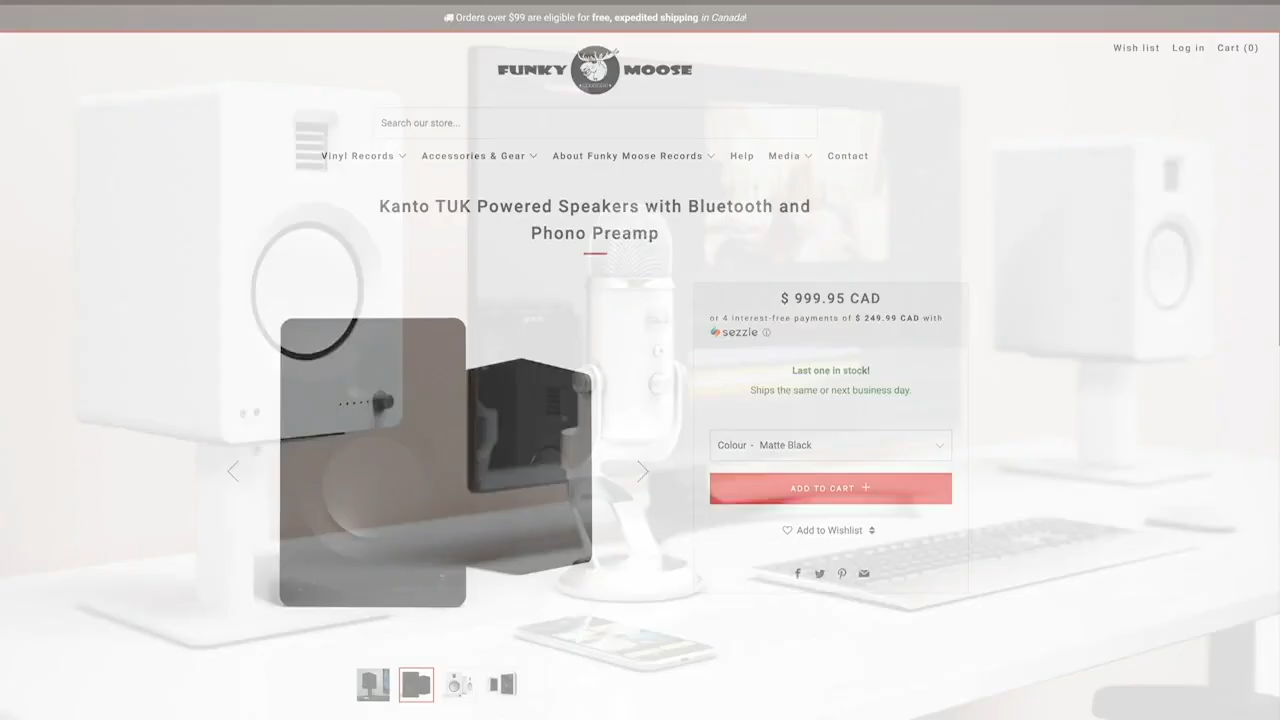 Orders over $99 are eligible for free, expedited shipping in Canada!
Wish list Log in Cart (0)
FUNKY MOOSE
Search our store...
Vinyl Records Accessories & Gear About Funky Moose Records Help Media Contact
Kanto TUK Powered Speakers with Bluetooth and
Phono Preamp
$ 999.95 CAD
or 4 interest-free payments of $ 249.99 CAD with
sezzle
Last one in stock!
Ships the same or next business day.
Colour - Matte Black
ADD TO CART +
Add to Wishlist